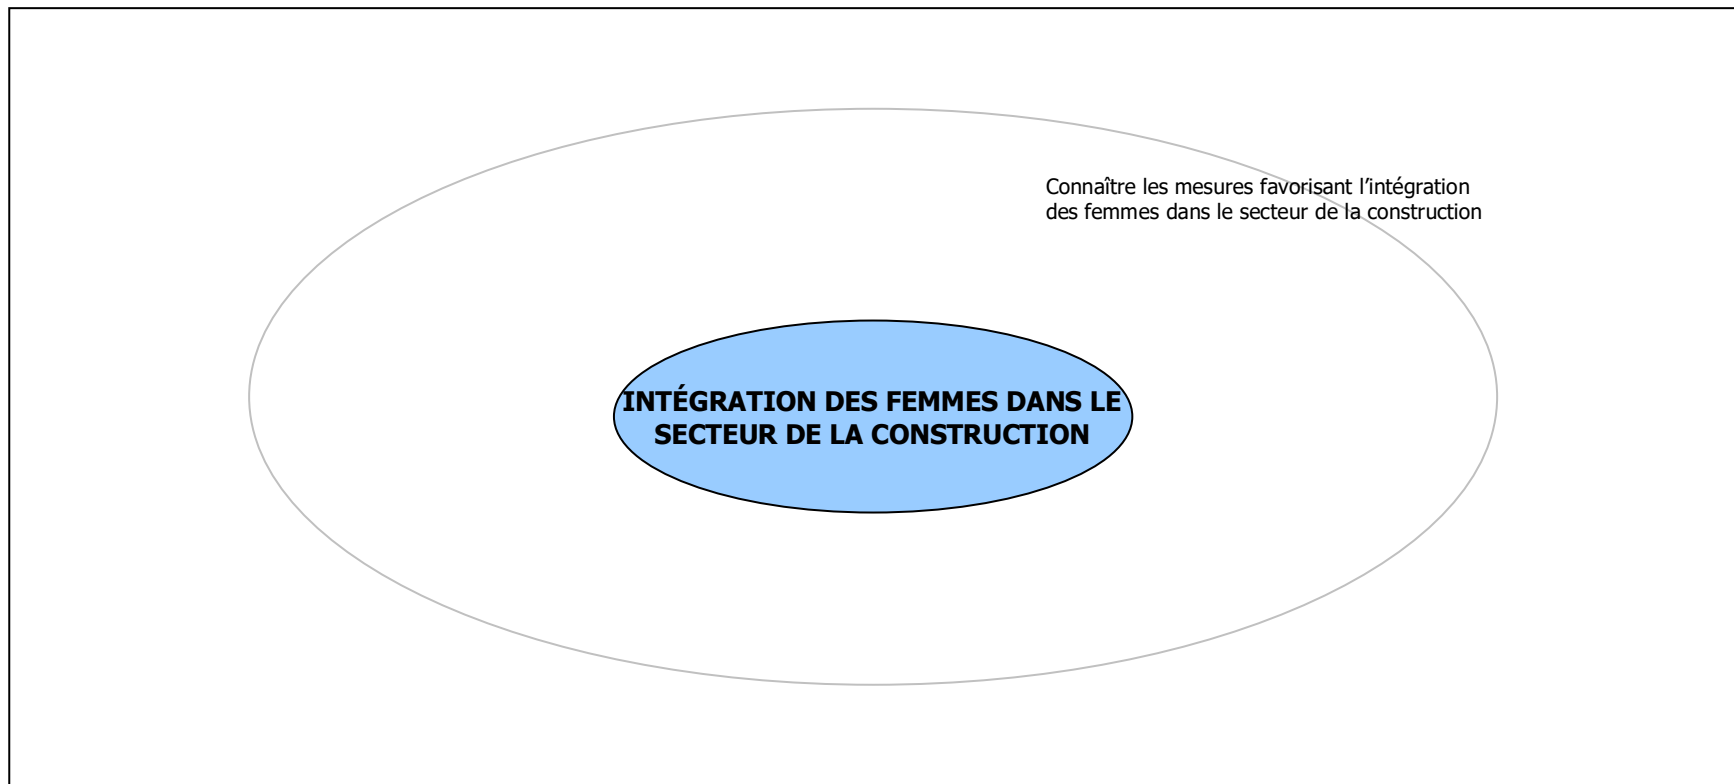 Connaître les mesures favorisant l’intégration
des femmes dans le secteur de la construction
INTÉGRATION DES FEMMES DANS LE
SECTEUR DE LA CONSTRUCTION